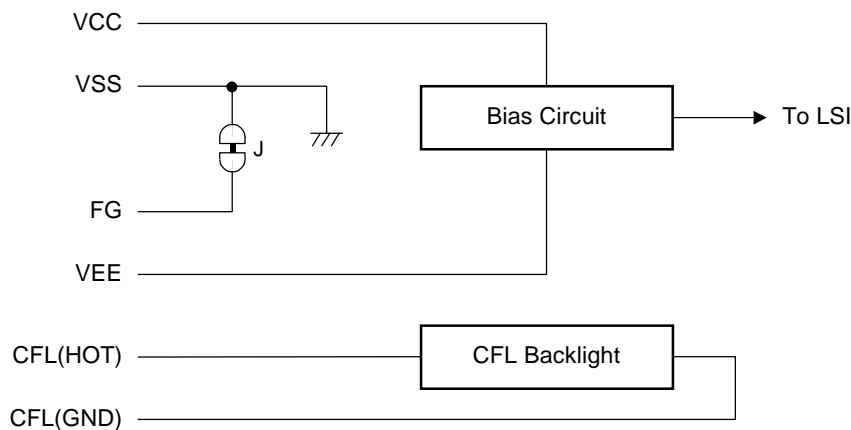 VCC
VSS
Bias Circuit
To LSI
J
FG
VEE
CFL(HOT)
CFL Backlight
CFL(GND)